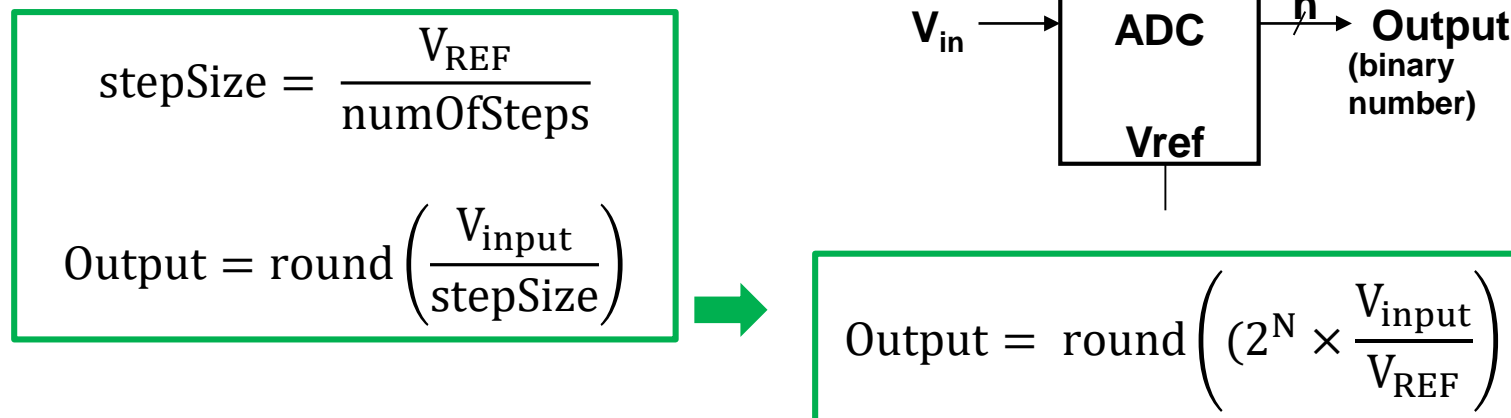 stepSize = V_REF / numOfSteps
Output = round(V_input / stepSize)
V_in
ADC
n
Output
(binary
number)
Vref
Output = round((2^N × V_input / V_REF)